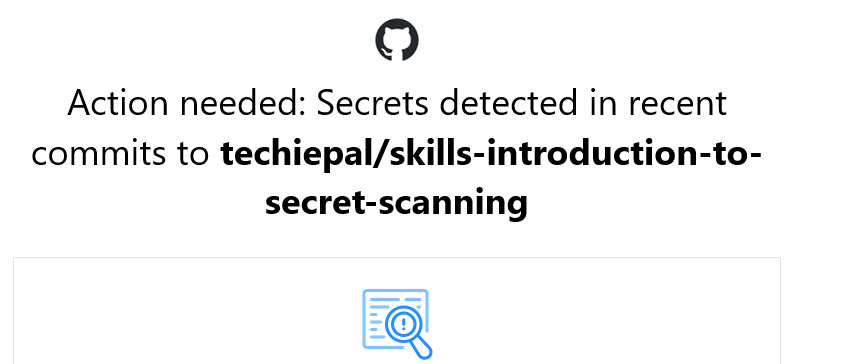 Action needed: Secrets detected in recent
commits to techiepal/skills-introduction-to-
secret-scanning